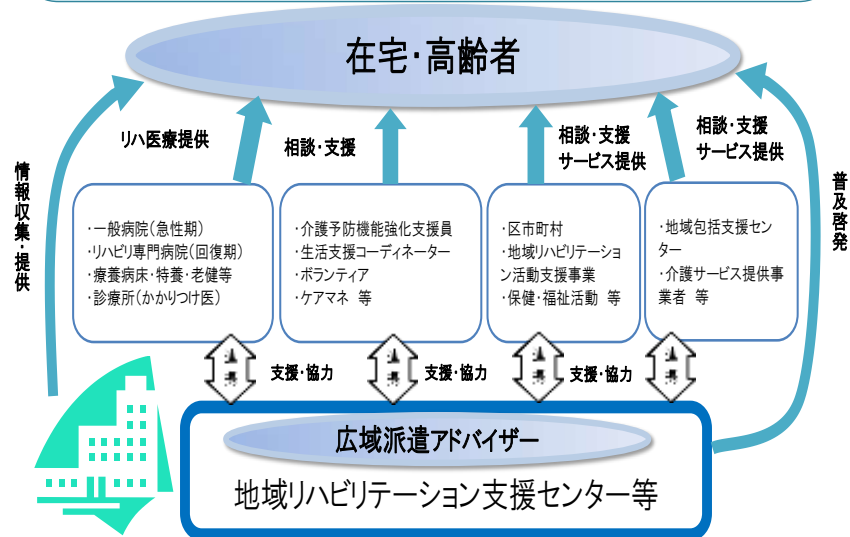 在宅・高齢者
リハ医療提供
相談・支援
相談・支援
サービス提供
相談・支援
サービス提供
情報収集・提供
普及啓発
・一般病院(急性期)
・リハビリ専門病院(回復期)
・療養病床・特養・老健等
・診療所(かかりつけ医)
・介護予防機能強化支援員
・生活支援コーディネーター
・ボランティア
・ケアマネ 等
・区市町村
・地域リハビリテーショ
ン活動支援事業
・保健・福祉活動 等
・地域包括支援セン
ター
・介護サービス提供事
業者 等
連携
支援・協力
連携
支援・協力
連携
支援・協力
連携
広域派遣アドバイザー
地域リハビリテーション支援センター等